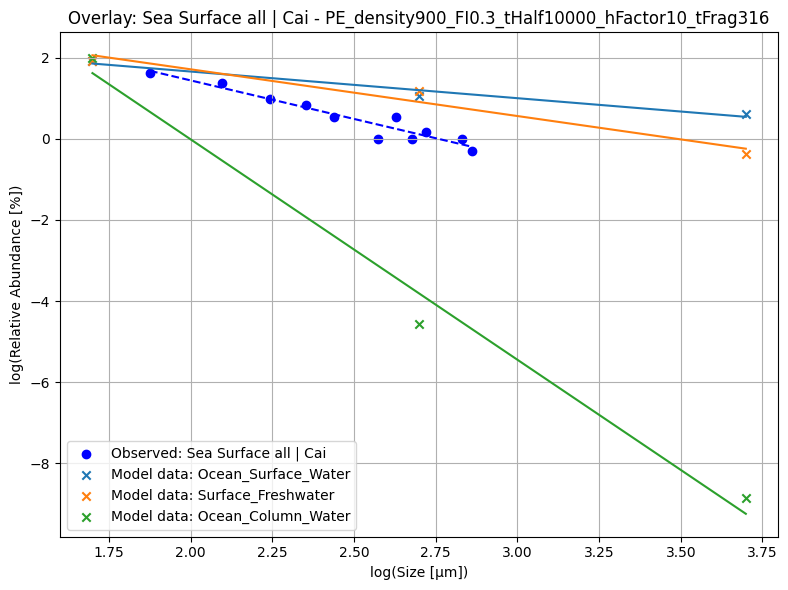 Overlay: Sea Surface all | Cai - PE_density900_FI0.3_tHalf10000_hFactor10_tFrag316
log(Relative Abundance [%])
2
0
−2
−4
−6
−8
Observed: Sea Surface all | Cai
Model data: Ocean_Surface_Water
Model data: Surface_Freshwater
Model data: Ocean_Column_Water
1.75
2.00
2.25
2.50
2.75
3.00
3.25
3.50
3.75
log(Size [µm])